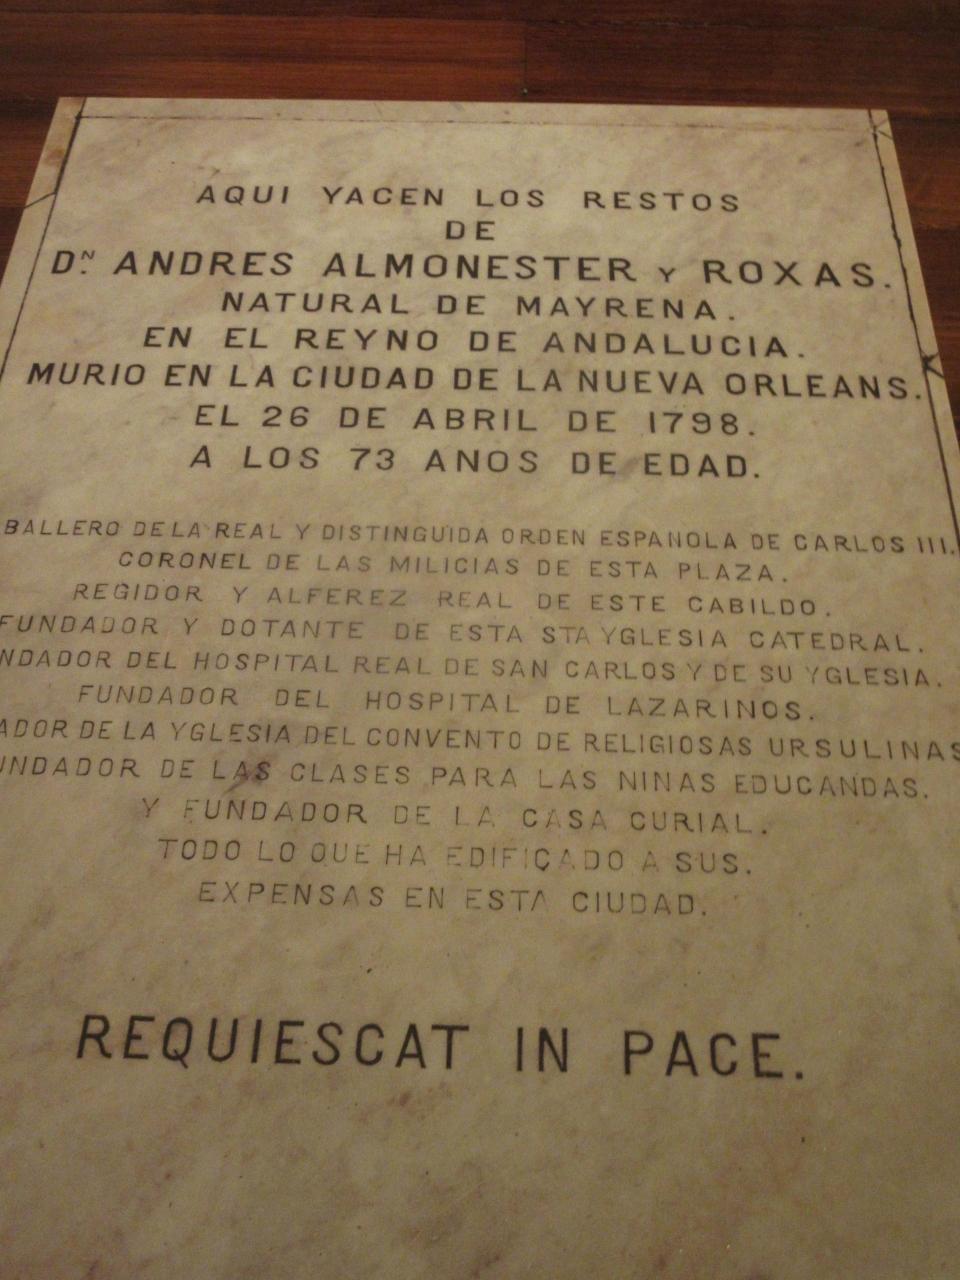 AQUI YACEN LOS RESTOS
DE
DN. ANDRES ALMONESTER Y ROXAS.
NATURAL DE MAYRENA.
EN EL REYNO DE ANDALUCIA.
MURIO EN LA CIUDAD DE LA NUEVA ORLEANS.
EL 26 DE ABRIL DE 1798.
A LOS 73 ANOS DE EDAD.
BALLERO DE LA REAL Y DISTINGUIDA ORDEN ESPANOLA DE CARLOS III.
CORONEL DE LAS MILICIAS DE ESTA PLAZA.
REGIDOR Y ALFEREZ REAL DE ESTE CABILDO.
FUNDADOR Y DOTANTE DE ESTA STA YGLESIA CATEDRAL.
NDADOR DEL HOSPITAL REAL DE SAN CARLOS Y DE SU YGLESIA.
FUNDADOR DEL HOSPITAL DE LAZARINOS.
ADOR DE LA YGLESIA DEL CONVENTO DE RELIGIOSAS URSULINAS
UNDADOR DE LAS CLASES PARA LAS NINAS EDUCANDAS.
Y FUNDADOR DE LA CASA CURIAL.
TODO LO QUE HA EDIFICADO A SUS.
EXPENSAS EN ESTA CIUDAD.
REQUIESCAT IN PACE.